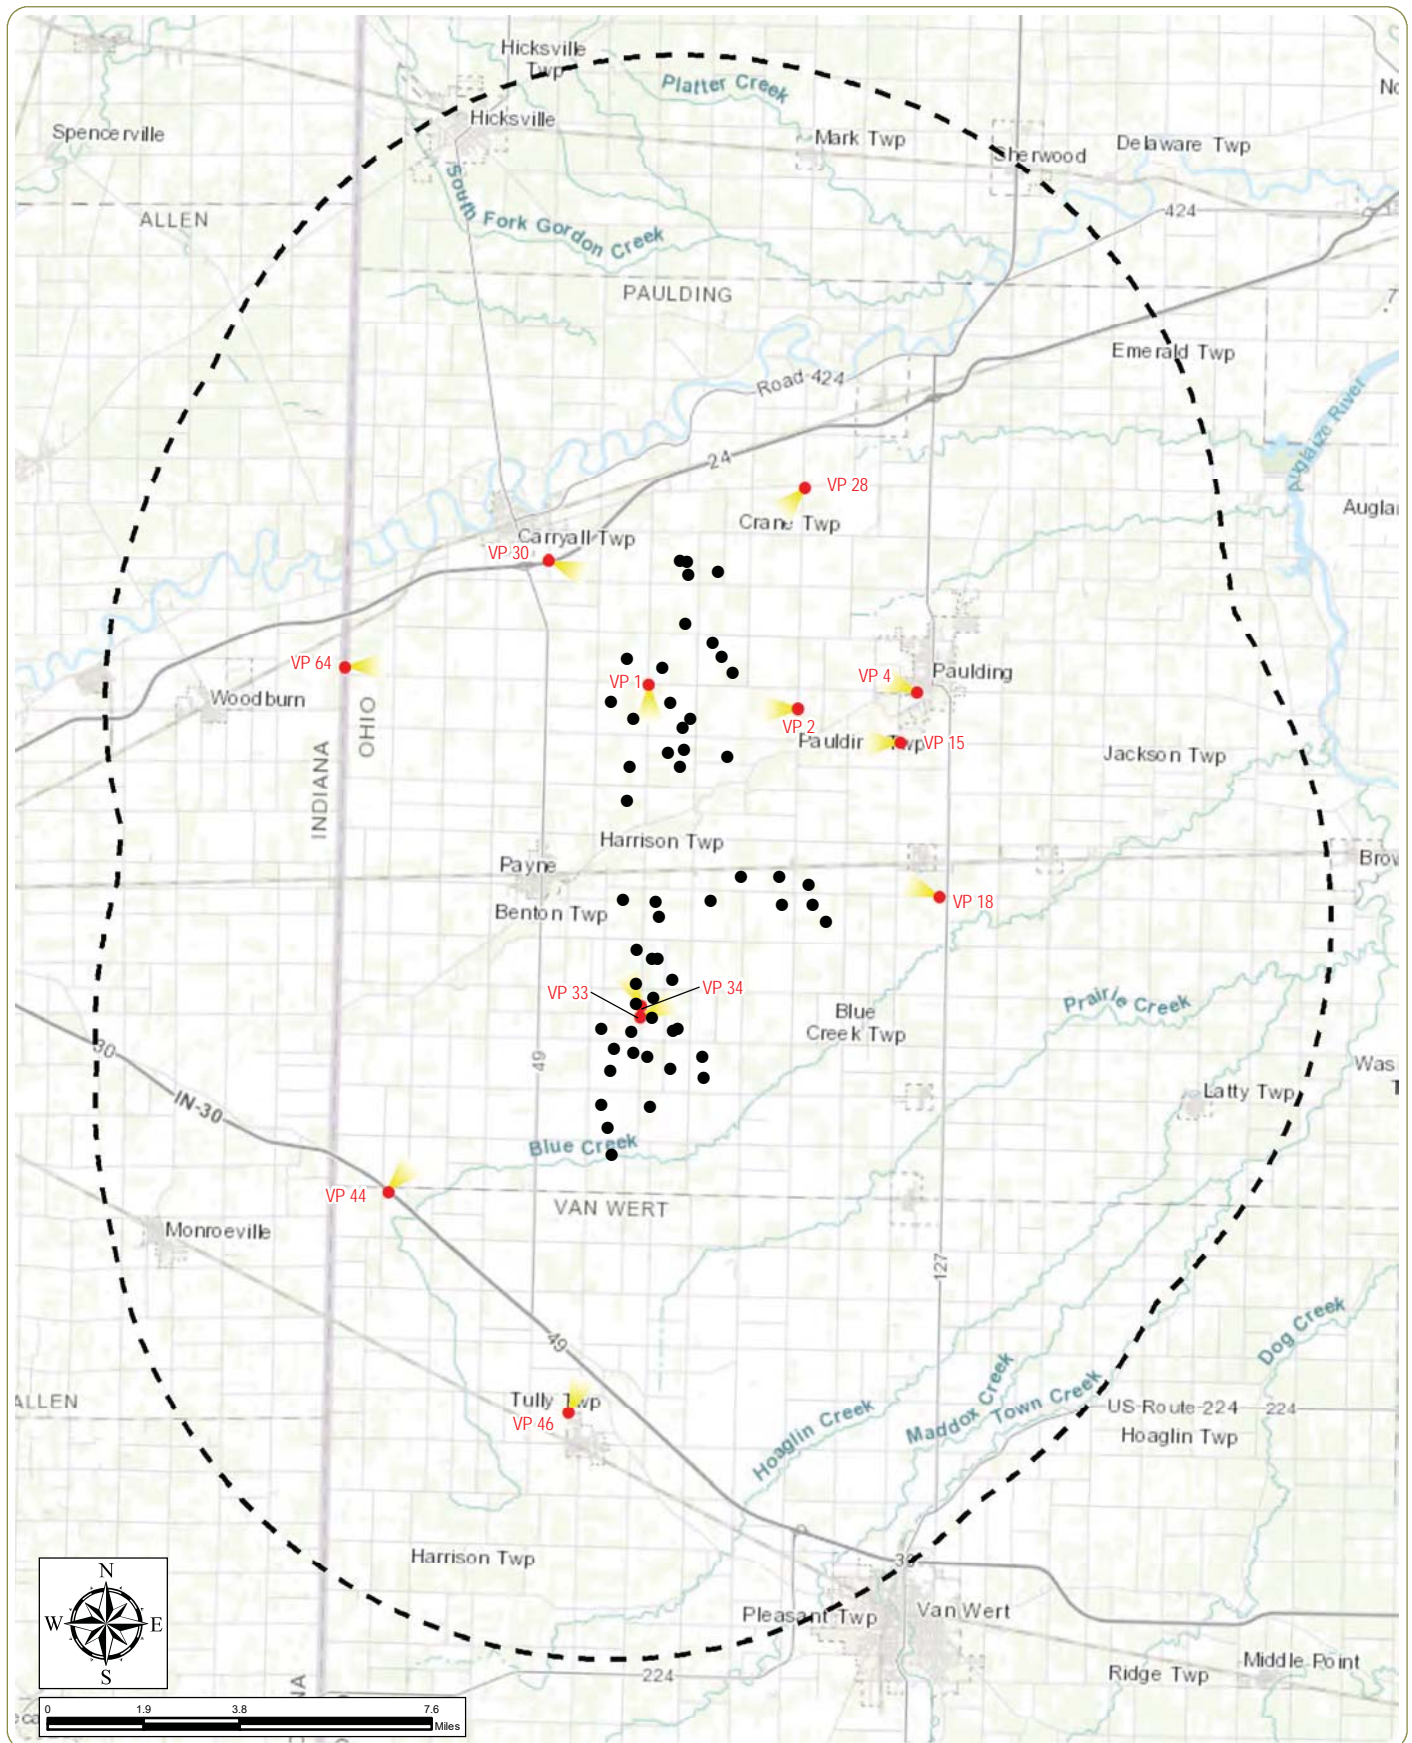 Hicksville
Twp
Platter Creek
No
Spencerville
Hicksville
Mark Twp
Sherwood
Delaware Twp
South Fork Gordon Creek
ALLEN
424
PAULDING
7
Emerald Twp
Road 424
Auglaize River
24
VP 28
Crane Twp
Auglai
Carryall Twp
VP 30
VP 64
VP 1
VP 4
Paulding
Woodburn
OHIO
INDIANA
VP 2
Pauldin Twp
VP 15
Jackson Twp
Harrison Twp
Payne
Brow
Benton Twp
VP 18
VP 33
VP 34
Prairie Creek
Blue
Creek Twp
30
49
Was
T
IN-30
Latty Twp
Blue Creek
VP 44
VAN WERT
Monroeville
127
Dog Creek
49
ALLEN
Tully Twp
VP 46
Hoaglin Creek
Maddox Creek
Town Creek
US-Route-224
224
Hoaglin Twp
Harrison Twp
30
N
W
E
S
Pleasant Twp
Van Wert
Middle Point
Ridge Twp
224
NA
0
1.9
3.8
7.6
Miles